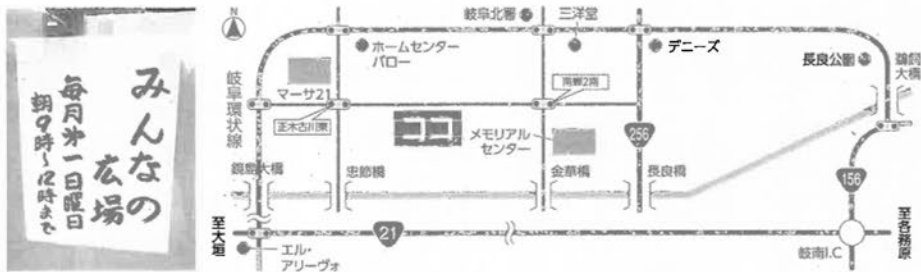 みんなの
広場
毎月第一日曜日
朝9時～12時まで
岐阜北署
三洋堂
ホームセンター
バロー
デニーズ
長良公園
鵜飼
大橋
岐阜環状線
マーサ21
正木古川東
南郷2南
ココ
メモリアル
センター
256
鏡島大橋
忠節橋
金華橋
長良橋
156
至大垣
21
至各務原
エル・
アリーヴォ
岐南I.C